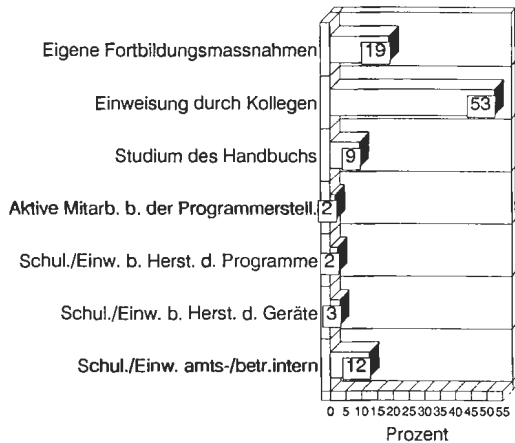 Eigene Fortbildungsmassnahmen 19
Einweisung durch Kollegen 53
Studium des Handbuchs 9
Aktive Mitarb. b. der Programmerstell. 2
Schul./Einw. b. Herst. d. Programme 2
Schul./Einw. b. Herst. d. Geräte 3
Schul./Einw. amts-/betr.intern 12
0 5 10 15 20 25 30 35 40 45 50 55
Prozent